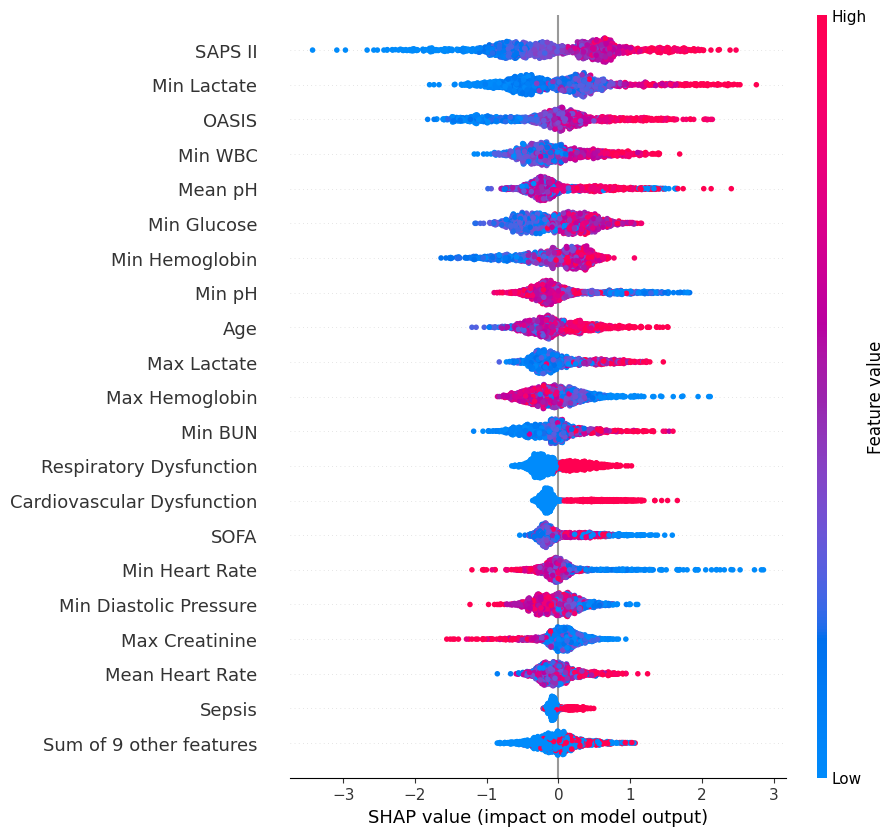 High
SAPS II
Min Lactate
OASIS
Min WBC
Mean pH
Min Glucose
Min Hemoglobin
Min pH
Age
Max Lactate
Max Hemoglobin
Min BUN
Respiratory Dysfunction
Cardiovascular Dysfunction
SOFA
Min Heart Rate
Min Diastolic Pressure
Max Creatinine
Mean Heart Rate
Sepsis
Sum of 9 other features
Feature value
Low
−3 −2 −1 0 1 2 3
SHAP value (impact on model output)